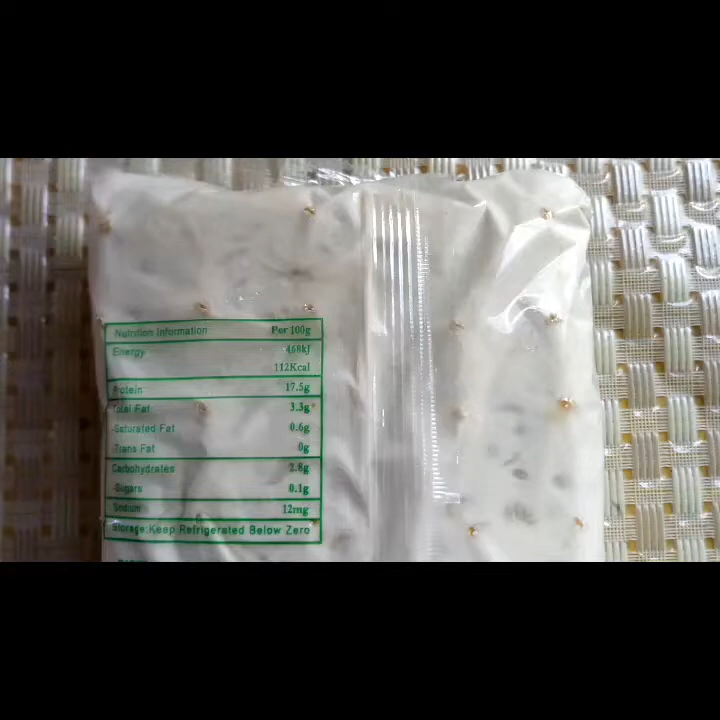 Nutrition Information Per 100g
Energy 468kJ
112Kcal
Protein 17.5g
Total Fat 3.3g
-Saturated Fat 0.6g
-Trans Fat 0g
Carbohydrates 2.8g
-Sugars 0.1g
Sodium 12mg
Storage:Keep Refrigerated Below Zero